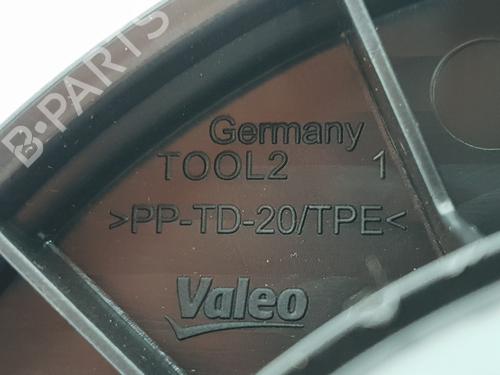 B-PARTS
Germany
TOOL2 1
>PP-TD-20/TPE<
Valeo